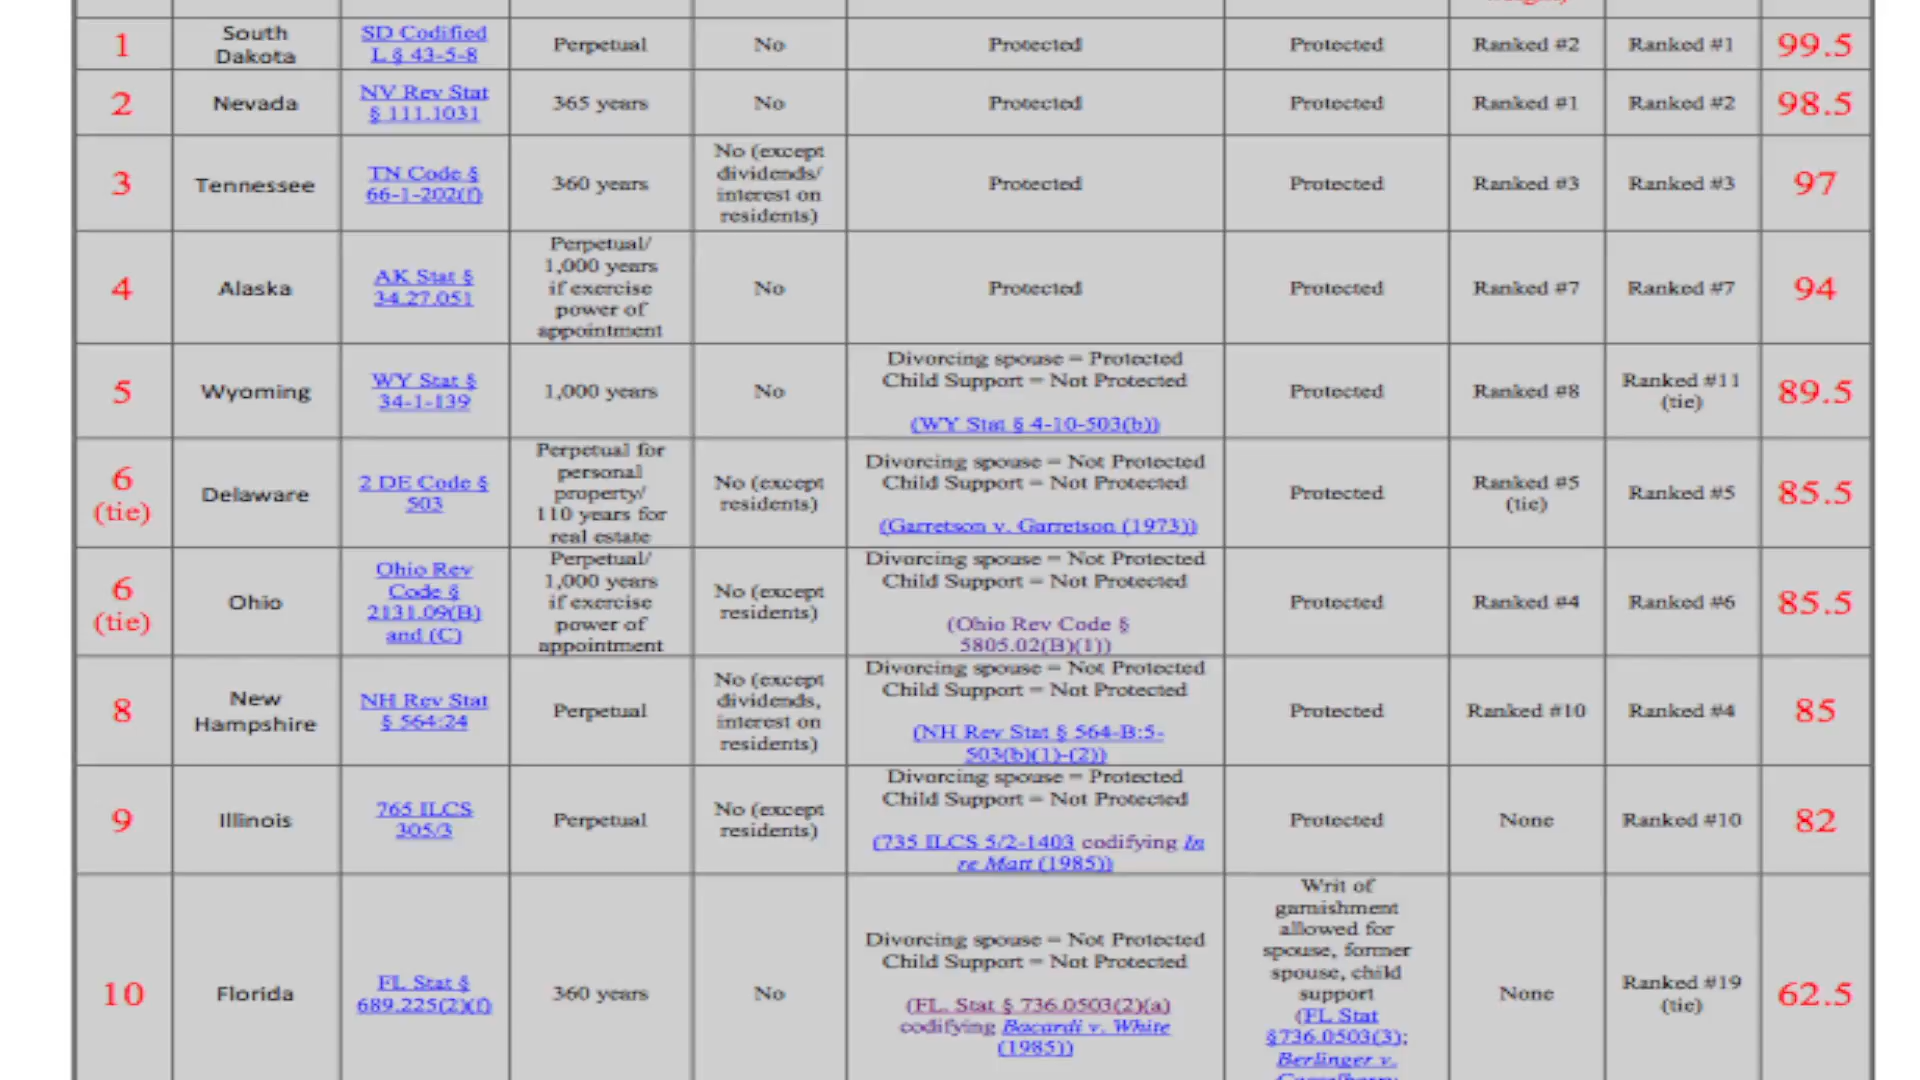 1
South
Dakota
SD Codified
L § 43-5-8
Perpetual
No
Protected
Protected
Ranked #2
Ranked #1
99.5
2
Nevada
NV Rev Stat
§ 111.1031
365 years
No
Protected
Protected
Ranked #1
Ranked #2
98.5
3
Tennessee
TN Code §
66-1-202(f)
360 years
No (except
dividends/
interest on
residents)
Protected
Protected
Ranked #3
Ranked #3
97
4
Alaska
AK Stat §
34.27.051
Perpetual/
1,000 years
if exercise
power of
appointment
No
Protected
Protected
Ranked #7
Ranked #7
94
5
Wyoming
WY Stat §
34-1-139
1,000 years
No
Divorcing spouse = Protected
Child Support = Not Protected
(WY Stat § 4-10-503(b))
Protected
Ranked #8
Ranked #11
(tie)
89.5
6
(tie)
Delaware
2 DE Code §
503
Perpetual for
personal
property/
110 years for
real estate
No (except
residents)
Divorcing spouse = Not Protected
Child Support = Not Protected
(Garretson v. Garretson (1973))
Protected
Ranked #5
(tie)
Ranked #5
85.5
6
(tie)
Ohio
Ohio Rev
Code §
2131.09(B)
and (C)
Perpetual/
1,000 years
if exercise
power of
appointment
No (except
residents)
Divorcing spouse = Not Protected
Child Support = Not Protected
(Ohio Rev Code §
5805.02(B)(1))
Protected
Ranked #4
Ranked #6
85.5
8
New
Hampshire
NH Rev Stat
§ 564:24
Perpetual
No (except
dividends,
interest on
residents)
Divorcing spouse = Not Protected
Child Support = Not Protected
(NH Rev Stat § 564-B:5-
503(b)(1)-(2))
Protected
Ranked #10
Ranked #4
85
9
Illinois
765 ILCS
305/3
Perpetual
No (except
residents)
Divorcing spouse = Protected
Child Support = Not Protected
(735 ILCS 5/2-1403 codifying In
re Matt (1985))
Protected
None
Ranked #10
82
10
Florida
FL Stat §
689.225(2)(f)
360 years
No
Divorcing spouse = Not Protected
Child Support = Not Protected
(FL. Stat § 736.0503(2)(a)
codifying Bacardi v. White
(1985))
Writ of
garnishment
allowed for
spouse, former
spouse, child
support
(FL Stat
§736.0503(3);
Berlinger v.
None
Ranked #19
(tie)
62.5